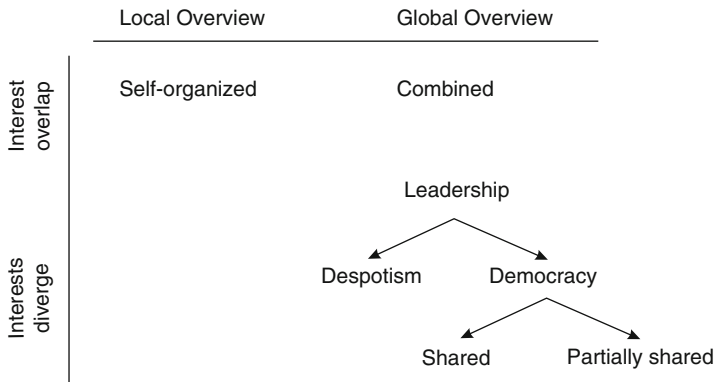 Local Overview Global Overview
Interest
overlap
Self-organized Combined
Leadership
Interests
diverge
Despotism Democracy
Shared Partially shared